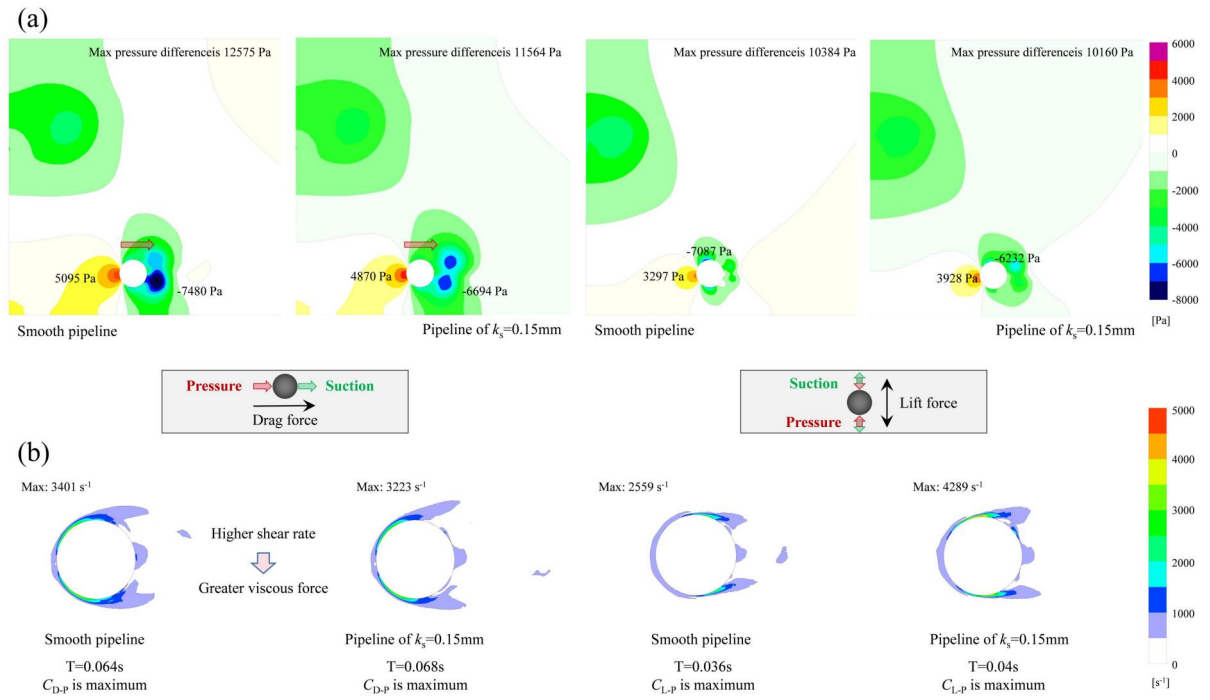 (a)
Max pressure differenceis 12575 Pa
Max pressure differenceis 11564 Pa
Max pressure differenceis 10384 Pa
Max pressure differenceis 10160 Pa
6000
4000
2000
0
-2000
-4000
-6000
-8000
[Pa]
5095 Pa
-7480 Pa
4870 Pa
-6694 Pa
-7087 Pa
3297 Pa
-6232 Pa
3928 Pa
Smooth pipeline
Pipeline of kₛ=0.15mm
Smooth pipeline
Pipeline of kₛ=0.15mm
Pressure
Suction
Drag force
Suction
Lift force
Pressure
(b)
5000
4000
3000
2000
1000
0
[s⁻¹]
Max: 3401 s⁻¹
Max: 3223 s⁻¹
Max: 2559 s⁻¹
Max: 4289 s⁻¹
Higher shear rate
Greater viscous force
Smooth pipeline
Pipeline of kₛ=0.15mm
Smooth pipeline
Pipeline of kₛ=0.15mm
T=0.064s
T=0.068s
T=0.036s
T=0.04s
C_D-P is maximum
C_D-P is maximum
C_L-P is maximum
C_L-P is maximum